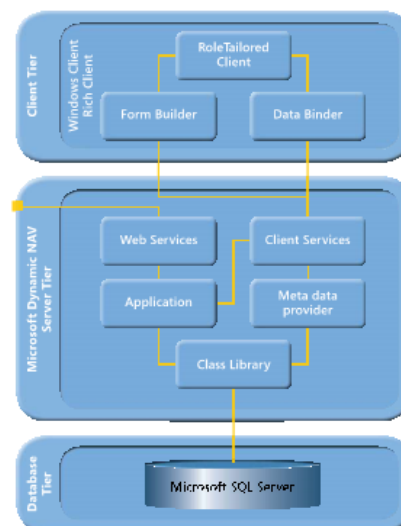 Client Tier
Windows Client
Rich Client
RoleTailored
Client
Form Builder
Data Binder
Microsoft Dynamic NAV
Server Tier
Web Services
Client Services
Application
Meta data
provider
Class Library
Database
Tier
Microsoft SQL Server